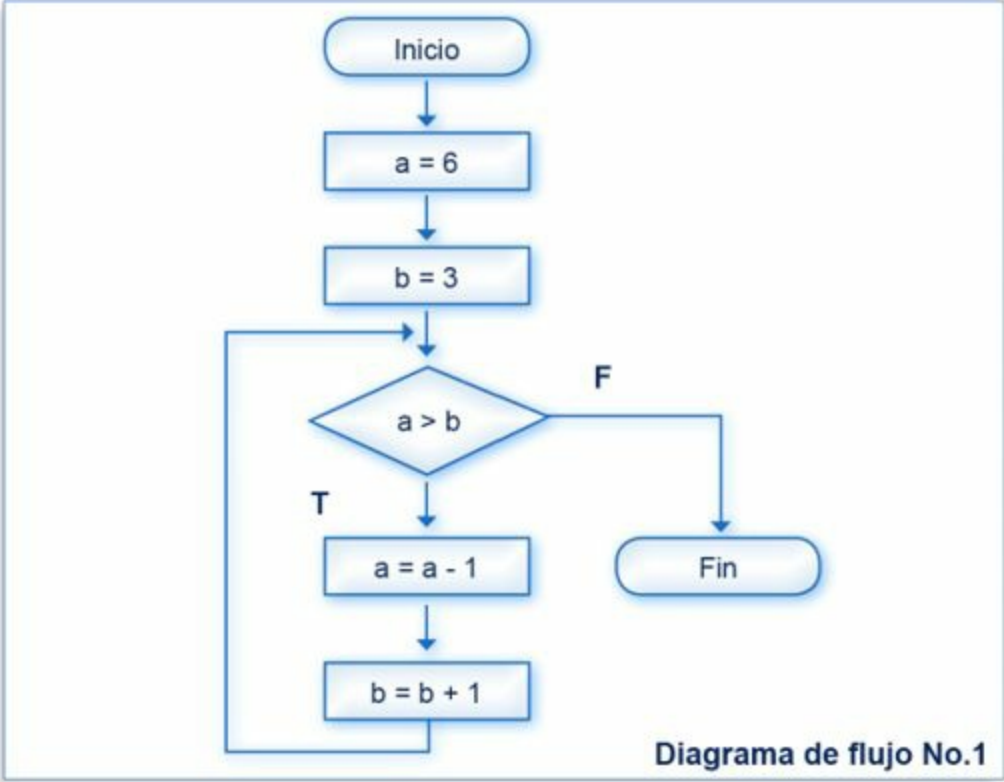 Inicio
a = 6
b = 3
F
a > b
T
a = a - 1
Fin
b = b + 1
Diagrama de flujo No.1